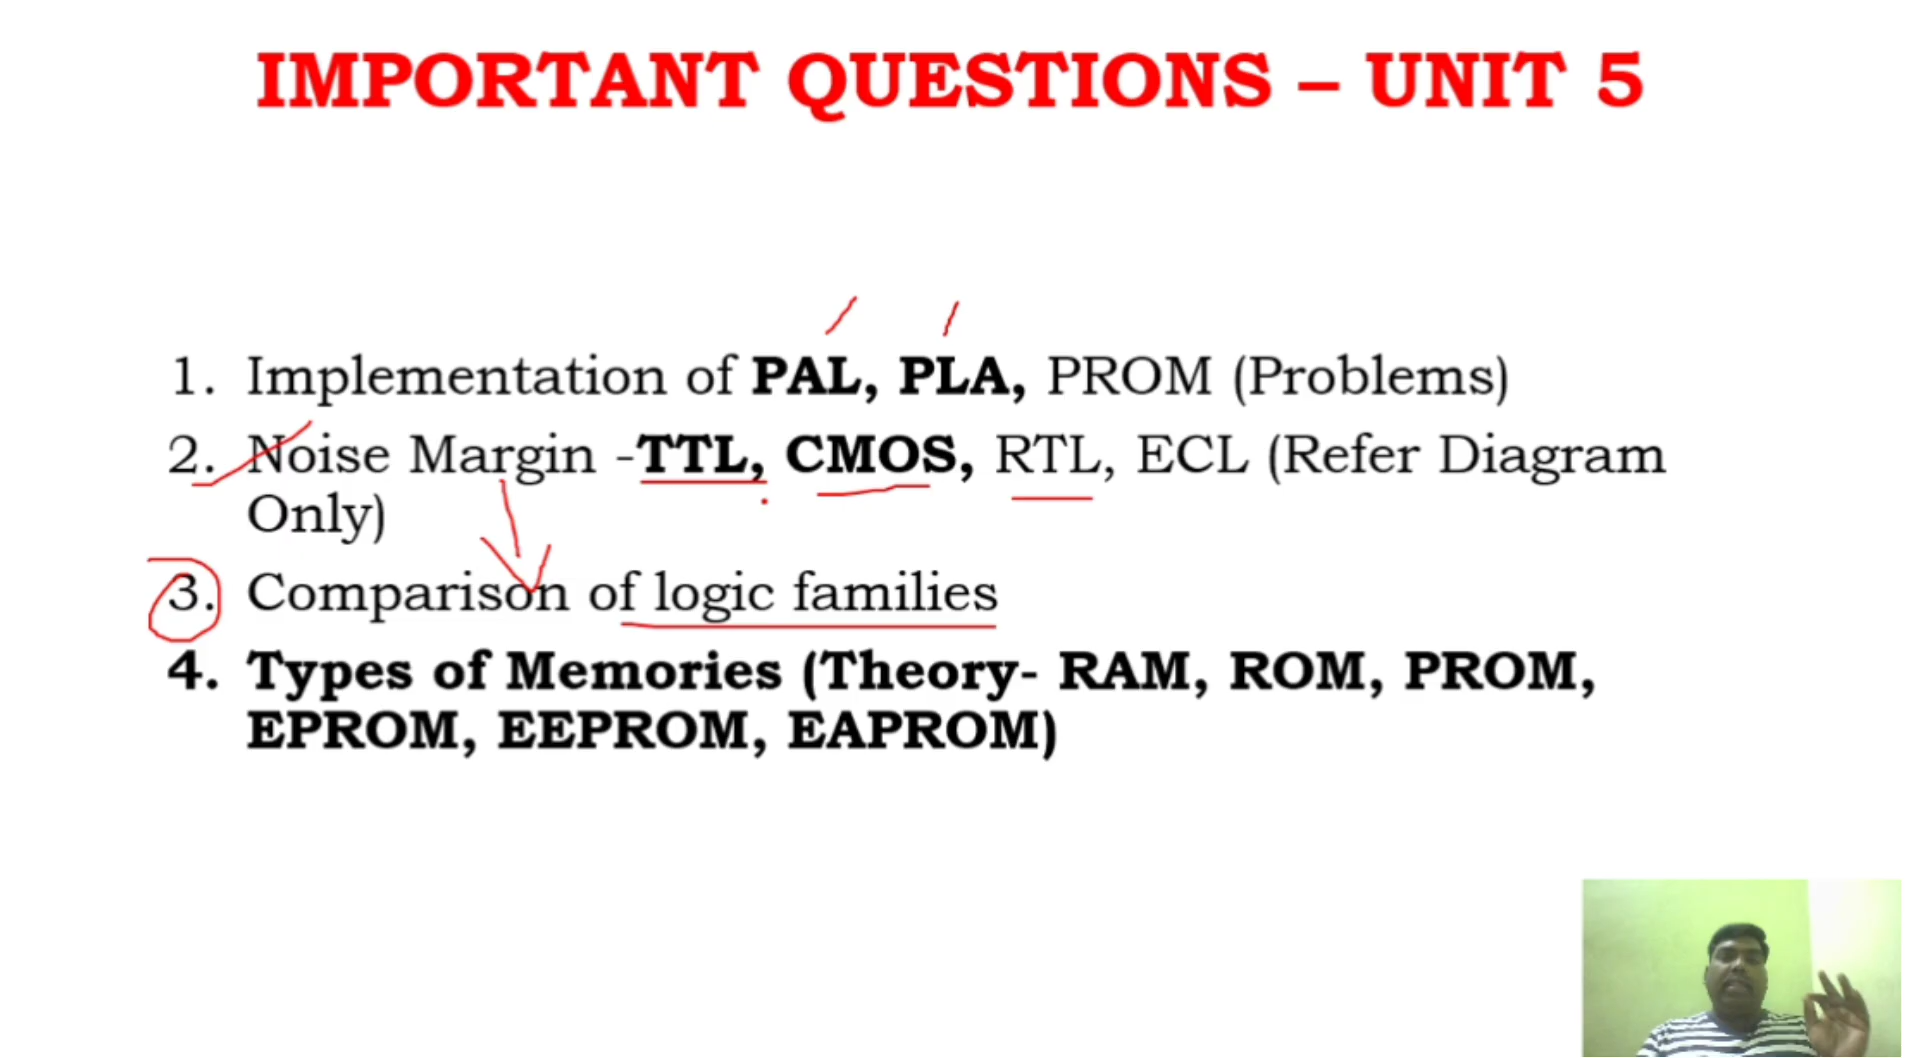 IMPORTANT QUESTIONS – UNIT 5
1. Implementation of PAL, PLA, PROM (Problems)
2. Noise Margin -TTL, CMOS, RTL, ECL (Refer Diagram
Only)
3. Comparison of logic families
4. Types of Memories (Theory- RAM, ROM, PROM,
EPROM, EEPROM, EAPROM)